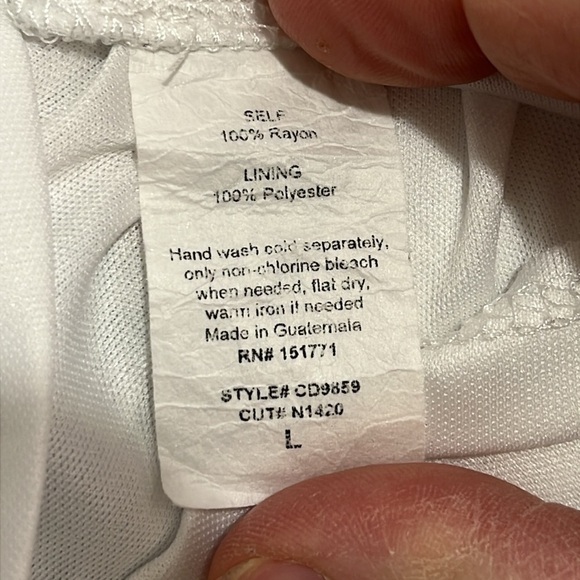 SELF
100% Rayon
LINING
100% Polyester
Hand wash cold separately,
only non-chlorine bleach
when needed, flat dry,
warm iron if needed
Made in Guatemala
RN# 151771
STYLE# CD9859
CUT# N1420
L